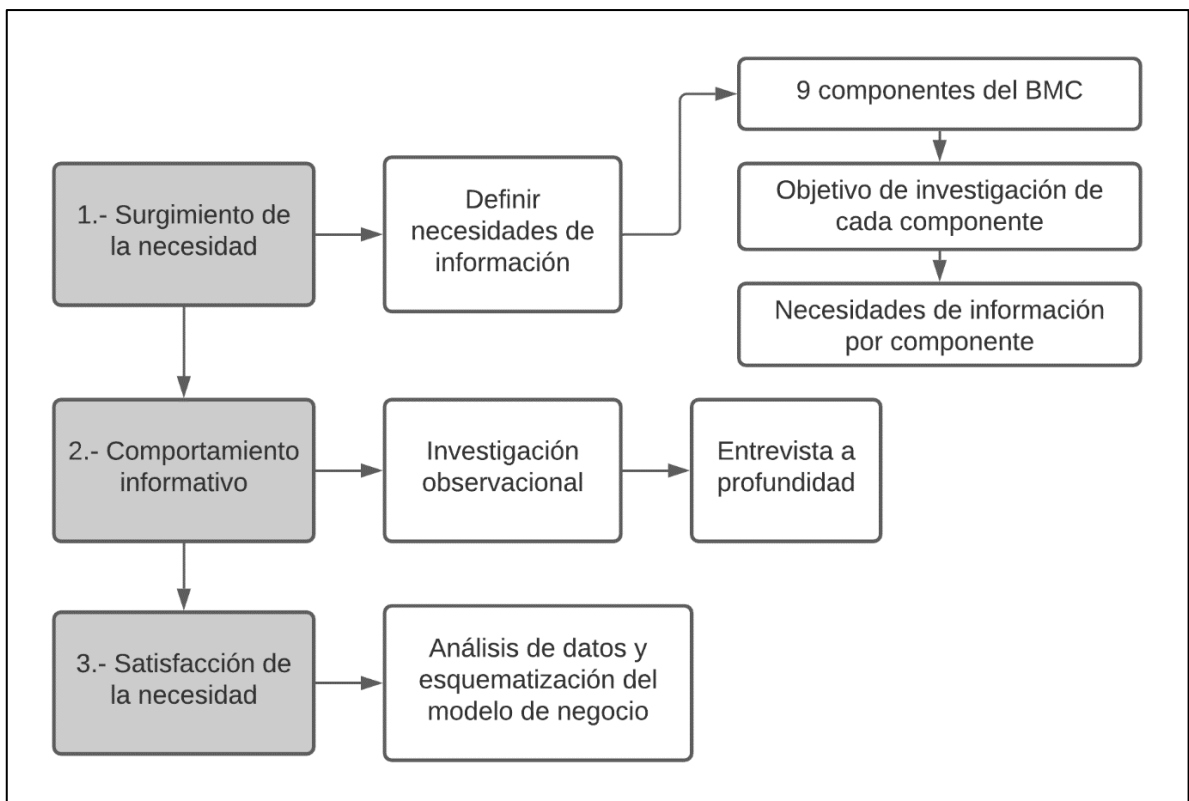 1.- Surgimiento de
la necesidad
Definir
necesidades de
información
9 componentes del BMC
Objetivo de investigación de
cada componente
Necesidades de información
por componente
2.- Comportamiento
informativo
Investigación
observacional
Entrevista a
profundidad
3.- Satisfacción de
la necesidad
Análisis de datos y
esquematización del
modelo de negocio